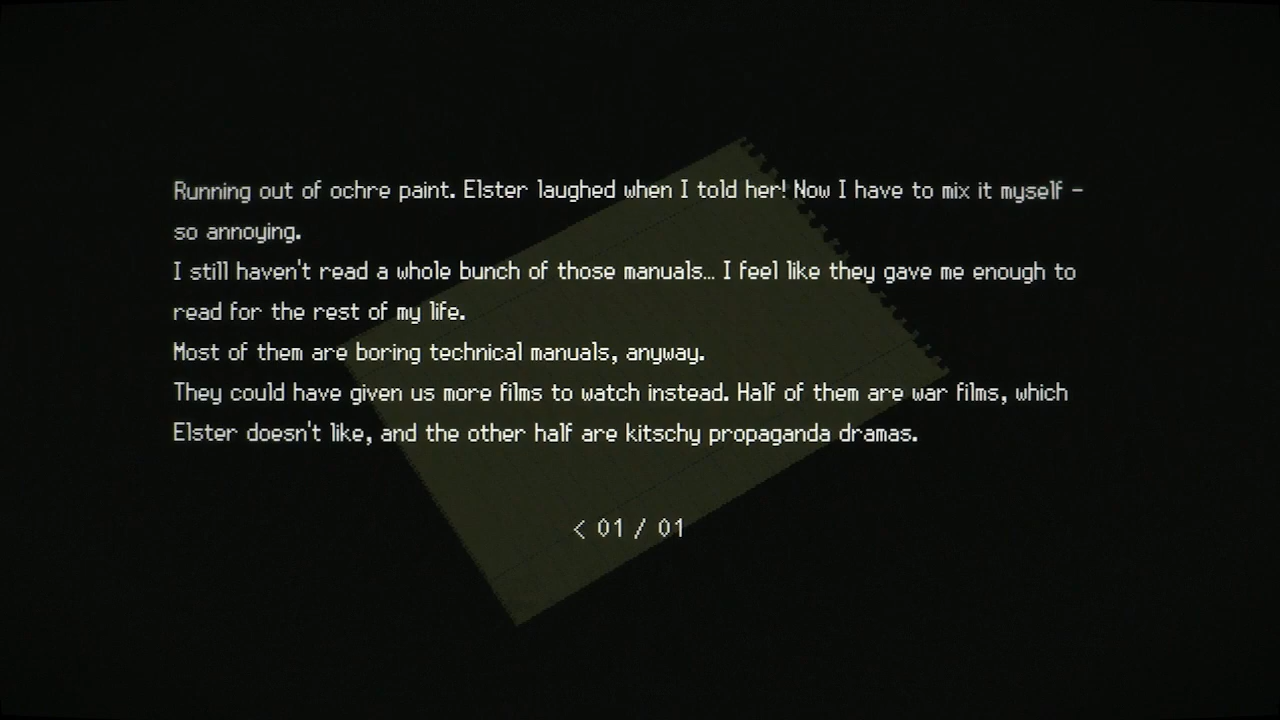 Running out of ochre paint. Elster laughed when I told her! Now I have to mix it myself -
so annoying.
I still haven't read a whole bunch of those manuals... I feel like they gave me enough to
read for the rest of my life.
Most of them are boring technical manuals, anyway.
They could have given us more films to watch instead. Half of them are war films, which
Elster doesn't like, and the other half are kitschy propaganda dramas.
< 01 / 01